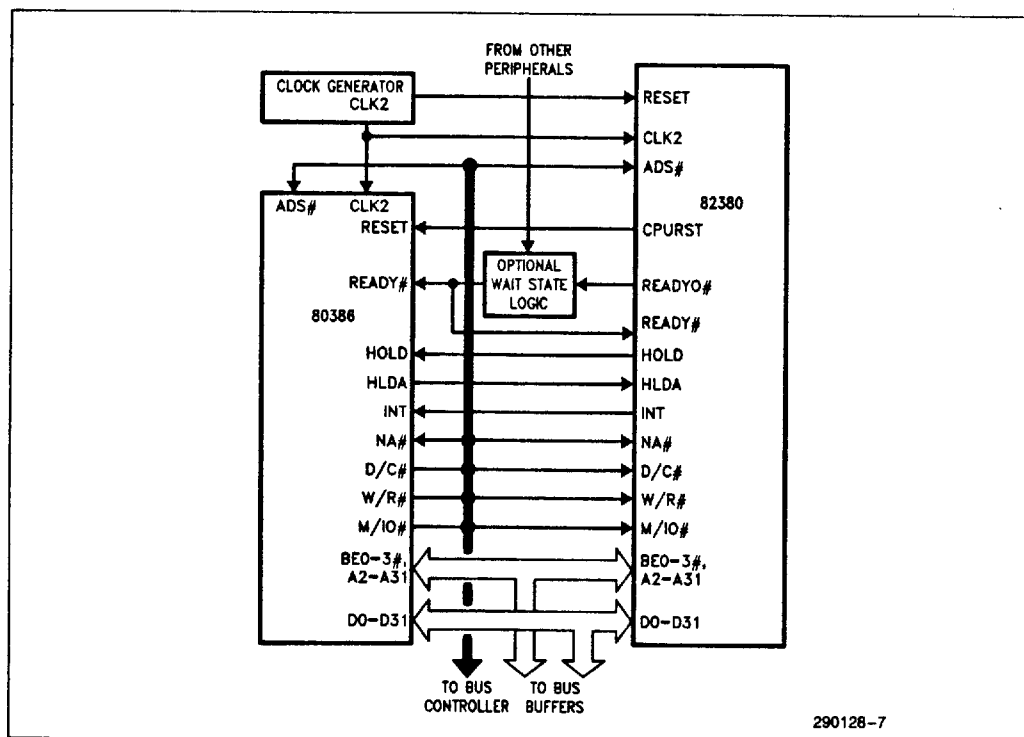 FROM OTHER
PERIPHERALS
CLOCK GENERATOR
CLK2
RESET
CLK2
ADS#
ADS# CLK2
82380
RESET
CPURST
OPTIONAL
WAIT STATE
LOGIC
READY#
READYO#
80386
READY#
HOLD
HOLD
HLDA
HLDA
INT
INT
NA#
NA#
D/C#
D/C#
W/R#
W/R#
M/IO#
M/IO#
BE0-3#,
A2-A31
BE0-3#,
A2-A31
D0-D31
D0-D31
TO BUS
CONTROLLER
TO BUS
BUFFERS
290128-7